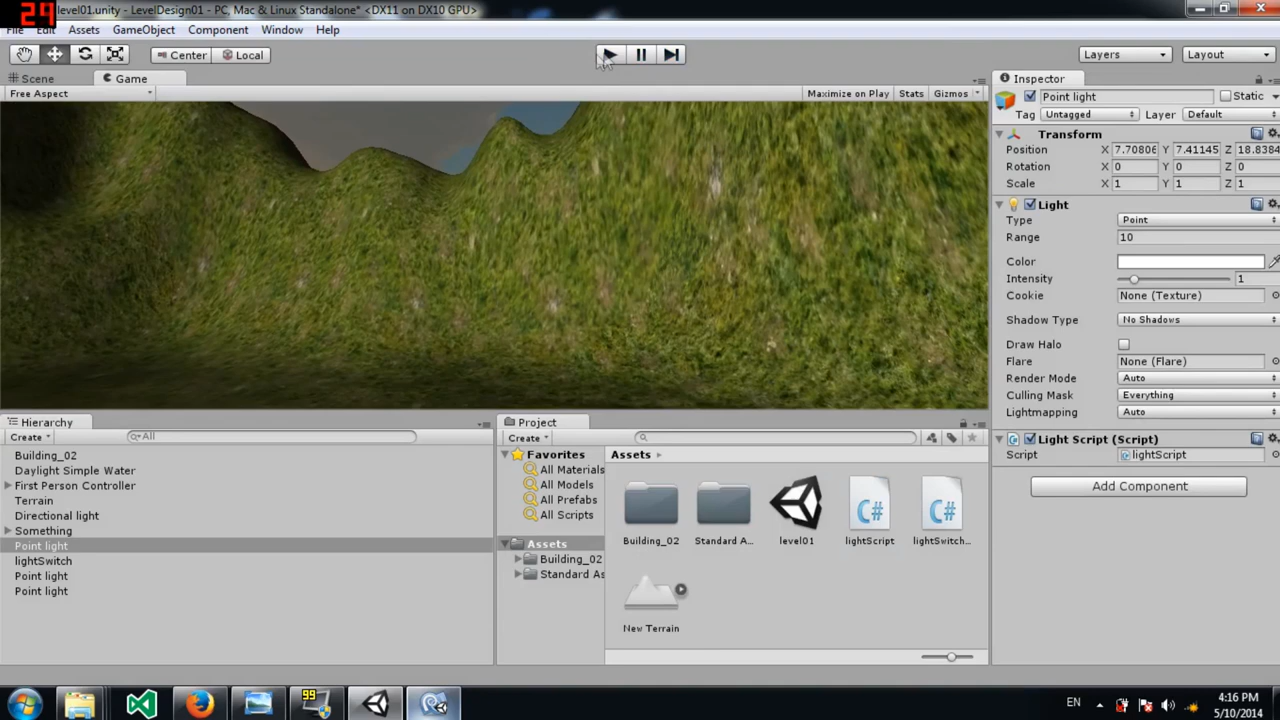 24
level01.unity - LevelDesign01 - PC, Mac & Linux Standalone* <DX11 on DX10 GPU>
File Edit Assets GameObject Component Window Help
Center Local Layers Layout
Scene Game Inspector
Free Aspect Maximize on Play Stats Gizmos
Point light Static
Tag Untagged Layer Default
Transform
Position X 7.70806 Y 7.41145 Z 18.8384
Rotation X 0 Y 0 Z 0
Scale X 1 Y 1 Z 1
Light
Type Point
Range 10
Color
Intensity 1
Cookie None (Texture)
Shadow Type No Shadows
Draw Halo
Flare None (Flare)
Render Mode Auto
Culling Mask Everything
Lightmapping Auto
Light Script (Script)
Script lightScript
Add Component
Hierarchy
Create All
Building_02
Daylight Simple Water
First Person Controller
Terrain
Directional light
Something
Point light
lightSwitch
Point light
Point light
Project
Create
Favorites
All Materials
All Models
All Prefabs
All Scripts
Assets
Building_02
Standard As
Assets
Building_02 Standard A... level01 lightScript lightSwitch...
New Terrain
99
EN
4:16 PM
5/10/2014